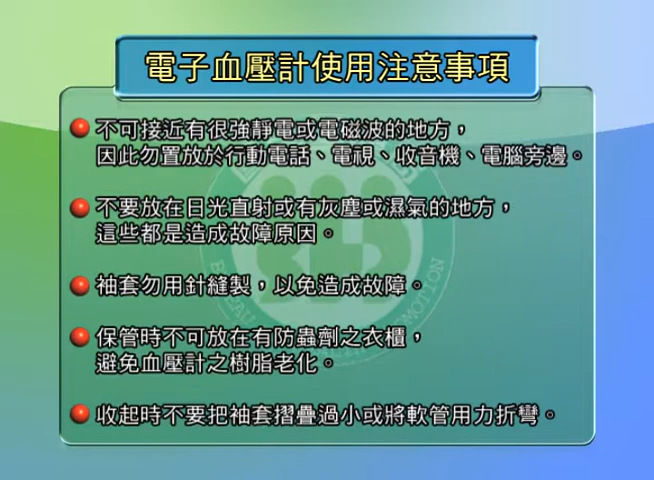 電子血壓計使用注意事項
不可接近有很強靜電或電磁波的地方，
因此勿置放於行動電話、電視、收音機、電腦旁邊。
不要放在日光直射或有灰塵或濕氣的地方，
這些都是造成故障原因。
袖套勿用針縫製，以免造成故障。
保管時不可放在有防蟲劑之衣櫃，
避免血壓計之樹脂老化。
收起時不要把袖套摺疊過小或將軟管用力折彎。